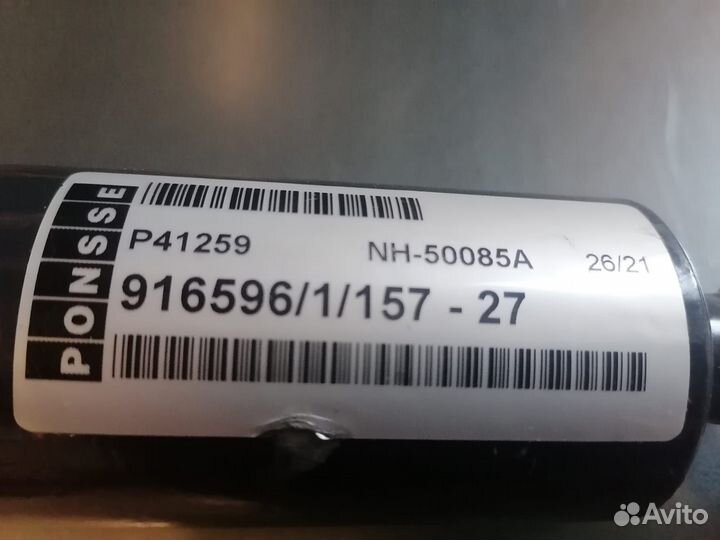 PONSSE
P41259 NH-50085A 26/21
916596/1/157 - 27
Avito